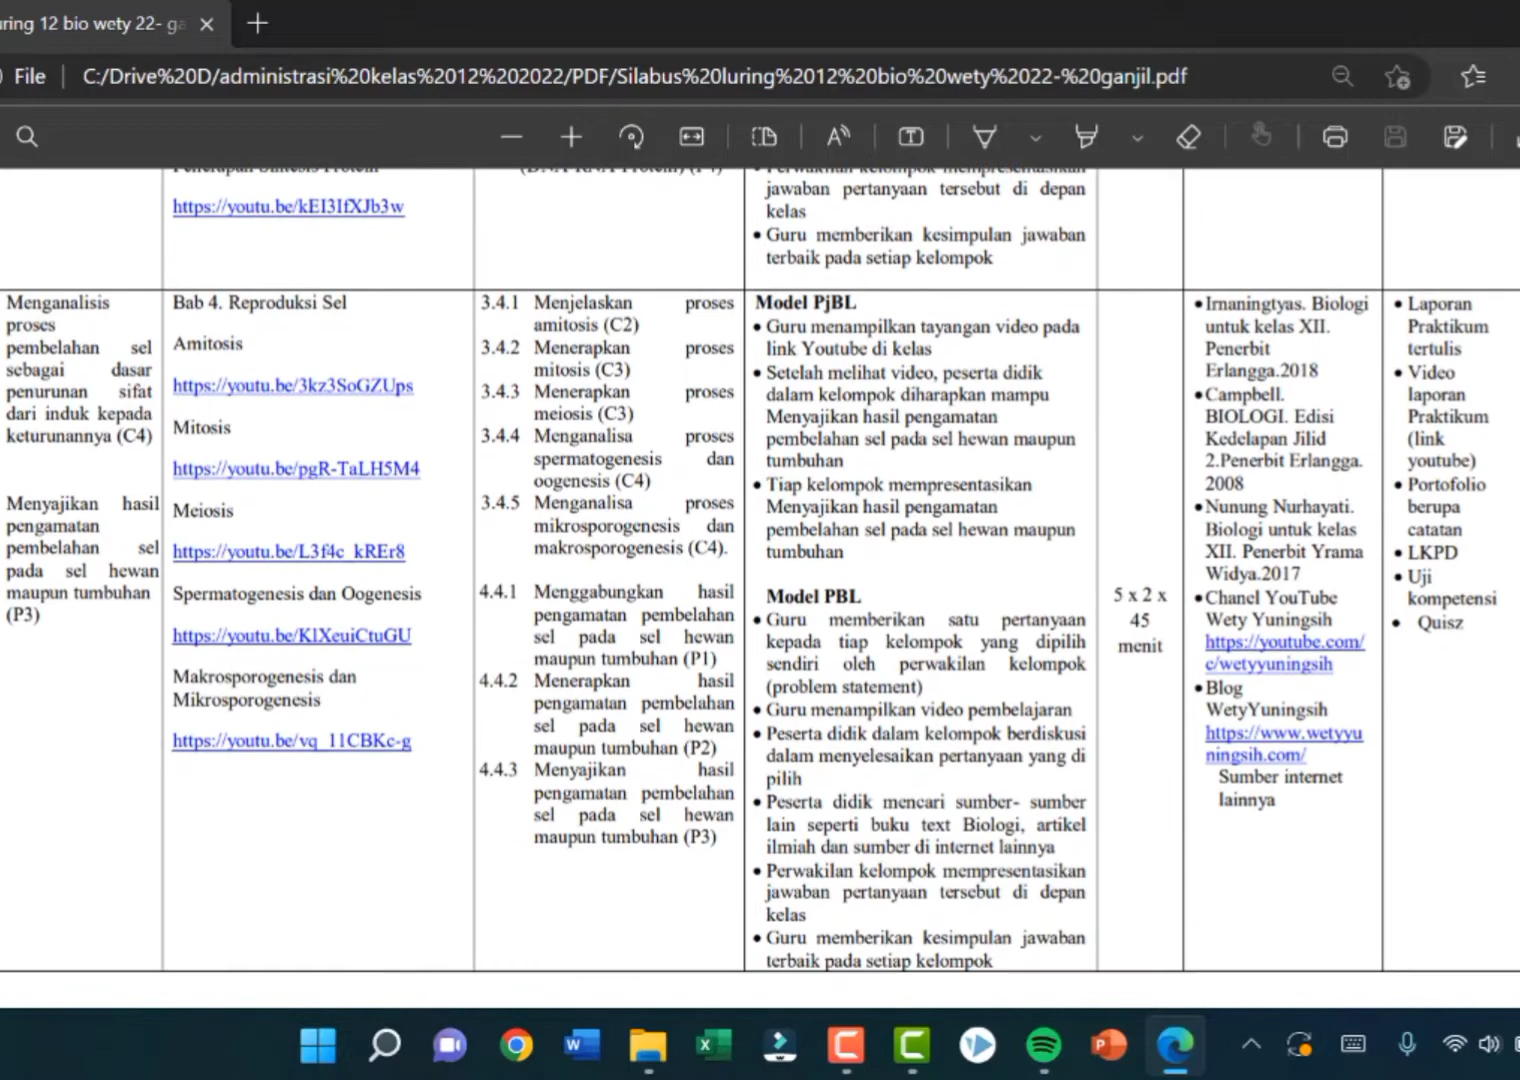 ring 12 bio wety 22- ga
File
C:/Drive%20D/administrasi%20kelas%2012%202022/PDF/Silabus%20luring%2012%20bio%20wety%2022-%20ganjil.pdf
https://youtu.be/kEI3IfXJb3w
jawaban pertanyaan tersebut di depan
kelas
• Guru memberikan kesimpulan jawaban
terbaik pada setiap kelompok
Menganalisis
proses
pembelahan sel
sebagai dasar
penurunan sifat
dari induk kepada
keturunannya (C4)
Menyajikan hasil
pengamatan
pembelahan sel
pada sel hewan
maupun tumbuhan
(P3)
Bab 4. Reproduksi Sel
Amitosis
https://youtu.be/3kz3SoGZUps
Mitosis
https://youtu.be/pgR-TaLH5M4
Meiosis
https://youtu.be/L3f4c_kREr8
Spermatogenesis dan Oogenesis
https://youtu.be/KlXeuiCtuGU
Makrosporogenesis dan
Mikrosporogenesis
https://youtu.be/vq_11CBKc-g
3.4.1 Menjelaskan proses
amitosis (C2)
3.4.2 Menerapkan proses
mitosis (C3)
3.4.3 Menerapkan proses
meiosis (C3)
3.4.4 Menganalisa proses
spermatogenesis dan
oogenesis (C4)
3.4.5 Menganalisa proses
mikrosporogenesis dan
makrosporogenesis (C4).
4.4.1 Menggabungkan hasil
pengamatan pembelahan
sel pada sel hewan
maupun tumbuhan (P1)
4.4.2 Menerapkan hasil
pengamatan pembelahan
sel pada sel hewan
maupun tumbuhan (P2)
4.4.3 Menyajikan hasil
pengamatan pembelahan
sel pada sel hewan
maupun tumbuhan (P3)
Model PjBL
• Guru menampilkan tayangan video pada
link Youtube di kelas
• Setelah melihat video, peserta didik
dalam kelompok diharapkan mampu
Menyajikan hasil pengamatan
pembelahan sel pada sel hewan maupun
tumbuhan
• Tiap kelompok mempresentasikan
Menyajikan hasil pengamatan
pembelahan sel pada sel hewan maupun
tumbuhan
Model PBL
• Guru memberikan satu pertanyaan
kepada tiap kelompok yang dipilih
sendiri oleh perwakilan kelompok
(problem statement)
• Guru menampilkan video pembelajaran
• Peserta didik dalam kelompok berdiskusi
dalam menyelesaikan pertanyaan yang di
pilih
• Peserta didik mencari sumber- sumber
lain seperti buku text Biologi, artikel
ilmiah dan sumber di internet lainnya
• Perwakilan kelompok mempresentasikan
jawaban pertanyaan tersebut di depan
kelas
• Guru memberikan kesimpulan jawaban
terbaik pada setiap kelompok
5 x 2 x
45
menit
• Irnaningtyas. Biologi
untuk kelas XII.
Penerbit
Erlangga.2018
• Campbell.
BIOLOGI. Edisi
Kedelapan Jilid
2.Penerbit Erlangga.
2008
• Nunung Nurhayati.
Biologi untuk kelas
XII. Penerbit Yrama
Widya.2017
• Chanel YouTube
Wety Yuningsih
https://youtube.com/
c/wetyyuningsih
• Blog
WetyYuningsih
https://www.wetyyu
ningsih.com/
Sumber internet
lainnya
• Laporan
Praktikum
tertulis
• Video
laporan
Praktikum
(link
youtube)
• Portofolio
berupa
catatan
• LKPD
• Uji
kompetensi
• Quisz